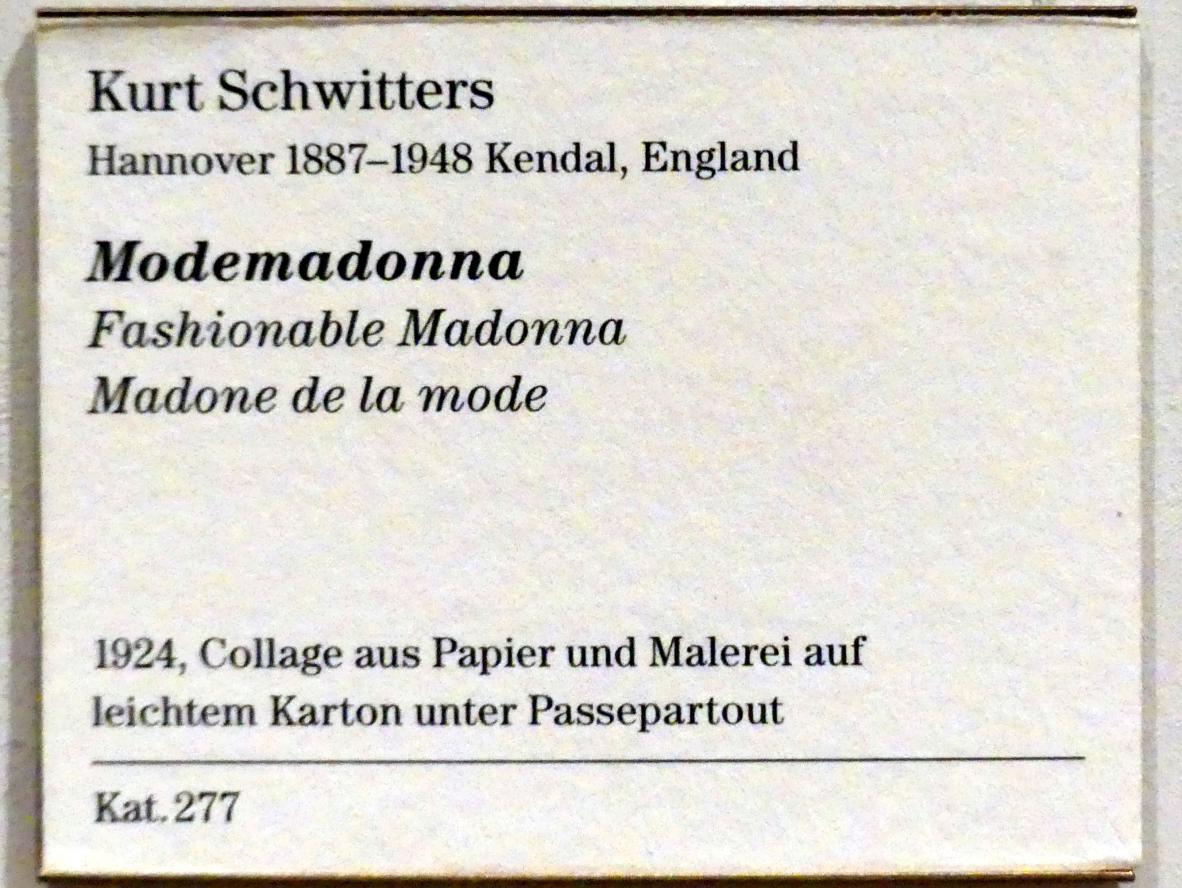 Kurt Schwitters
Hannover 1887–1948 Kendal, England
Modemadonna
Fashionable Madonna
Madone de la mode
1924, Collage aus Papier und Malerei auf
leichtem Karton unter Passepartout
Kat. 277